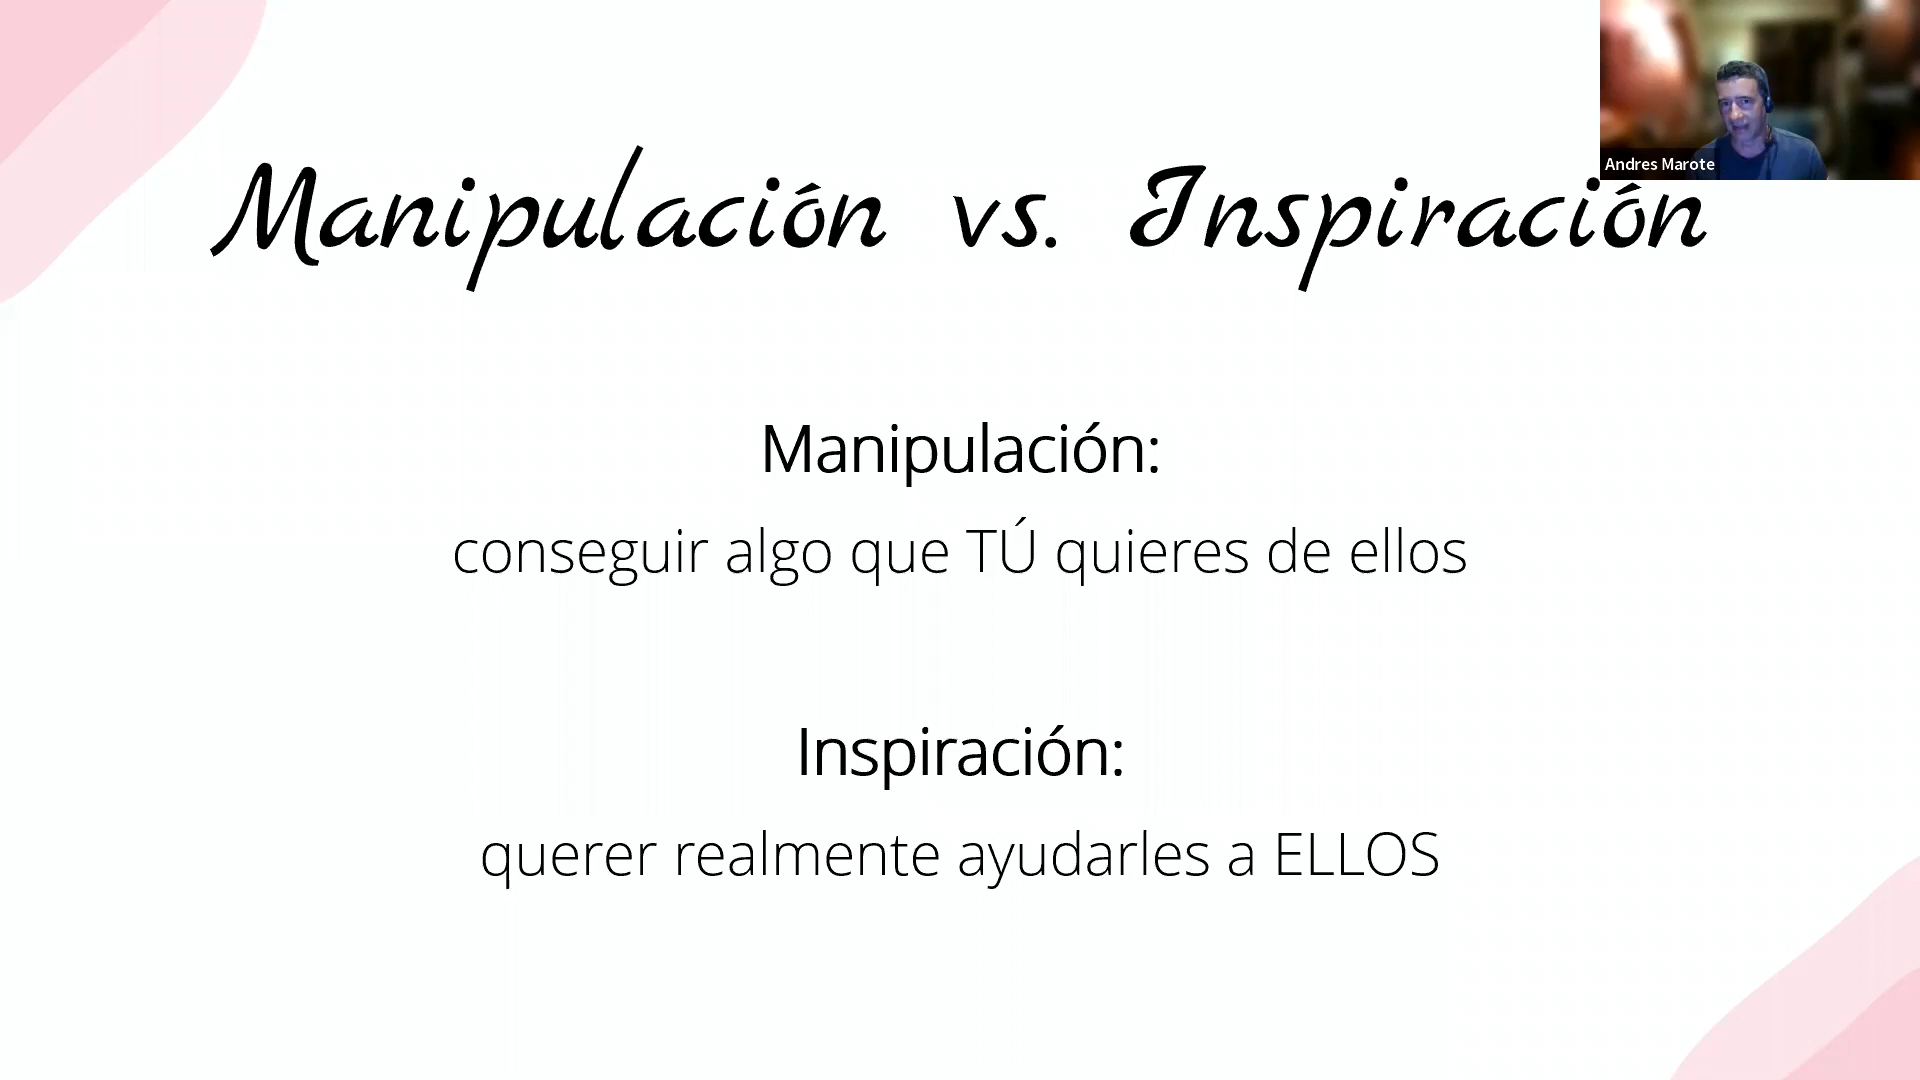 Andres Marote
Manipulación vs. Inspiración
Manipulación:
conseguir algo que TÚ quieres de ellos
Inspiración:
querer realmente ayudarles a ELLOS